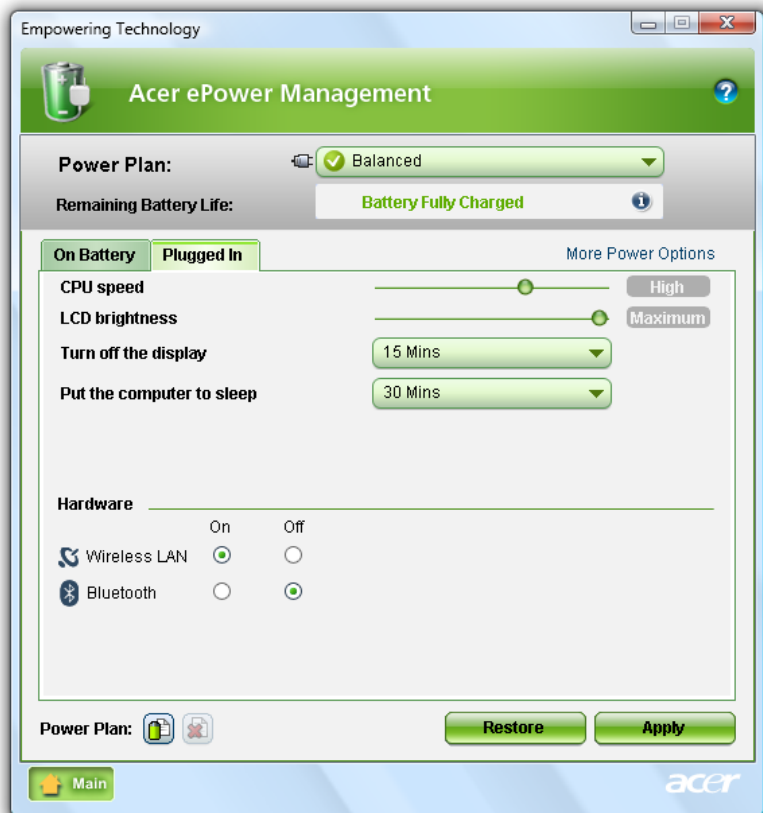 Empowering Technology
Acer ePower Management
?
Power Plan: Balanced
Remaining Battery Life: Battery Fully Charged i
On Battery Plugged In More Power Options
CPU speed High
LCD brightness Maximum
Turn off the display 15 Mins
Put the computer to sleep 30 Mins
Hardware
On Off
Wireless LAN
Bluetooth
Power Plan: Restore Apply
Main acer